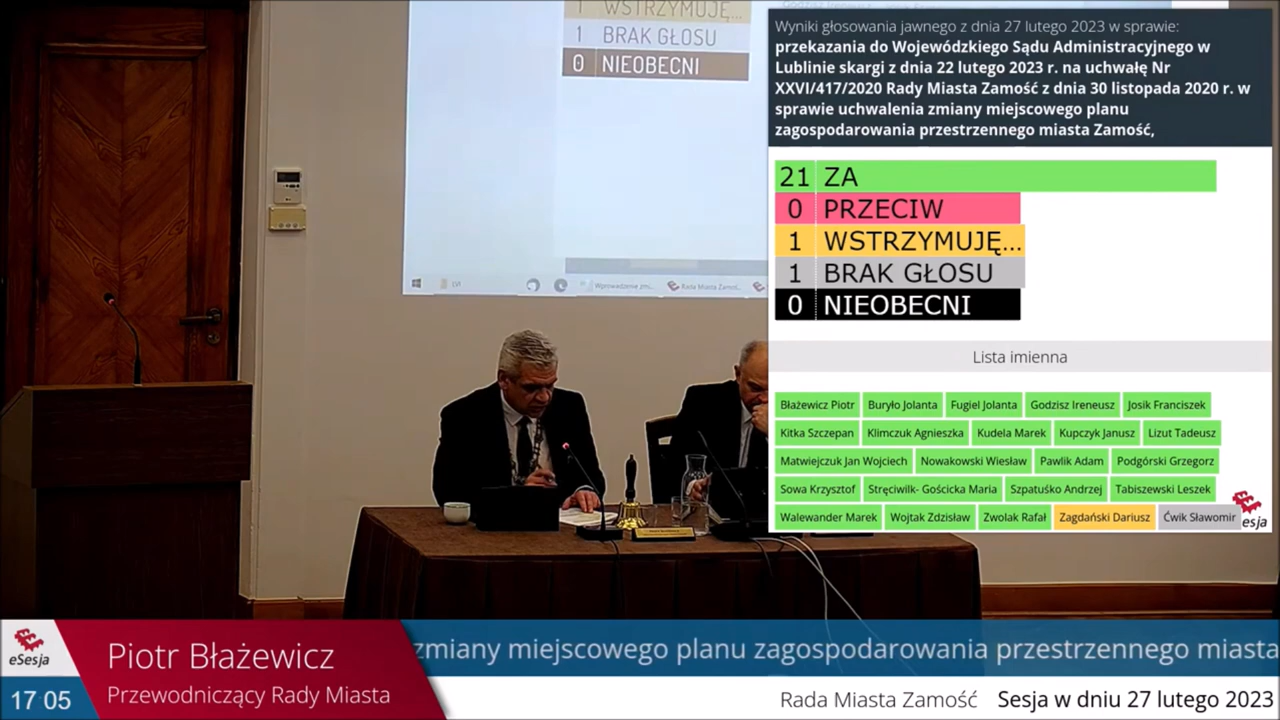 1 WSTRZYMUJĘ...
1 BRAK GŁOSU
0 NIEOBECNI
Wyniki głosowania jawnego z dnia 27 lutego 2023 w sprawie:
przekazania do Wojewódzkiego Sądu Administracyjnego w
Lublinie skargi z dnia 22 lutego 2023 r. na uchwałę Nr
XXVI/417/2020 Rady Miasta Zamość z dnia 30 listopada 2020 r. w
sprawie uchwalenia zmiany miejscowego planu
zagospodarowania przestrzennego miasta Zamość,
21 ZA
0 PRZECIW
1 WSTRZYMUJĘ...
1 BRAK GŁOSU
0 NIEOBECNI
Lista imienna
Błażewicz Piotr Buryło Jolanta Fugiel Jolanta Godzisz Ireneusz Josik Franciszek
Kitka Szczepan Klimczuk Agnieszka Kudela Marek Kupczyk Janusz Lizut Tadeusz
Matwiejczuk Jan Wojciech Nowakowski Wiesław Pawlik Adam Podgórski Grzegorz
Sowa Krzysztof Stręciwilk- Gościcka Maria Szpatuśko Andrzej Tabiszewski Leszek
Walewander Marek Wojtak Zdzisław Zwolak Rafał Zagdański Dariusz Ćwik Sławomir
esja
LVI Wprowadzenie zmi... Rada Miasta Zamoś...
eSesja
Piotr Błażewicz
Przewodniczący Rady Miasta
17 05
zmiany miejscowego planu zagospodarowania przestrzennego miasta
Rada Miasta Zamość Sesja w dniu 27 lutego 2023